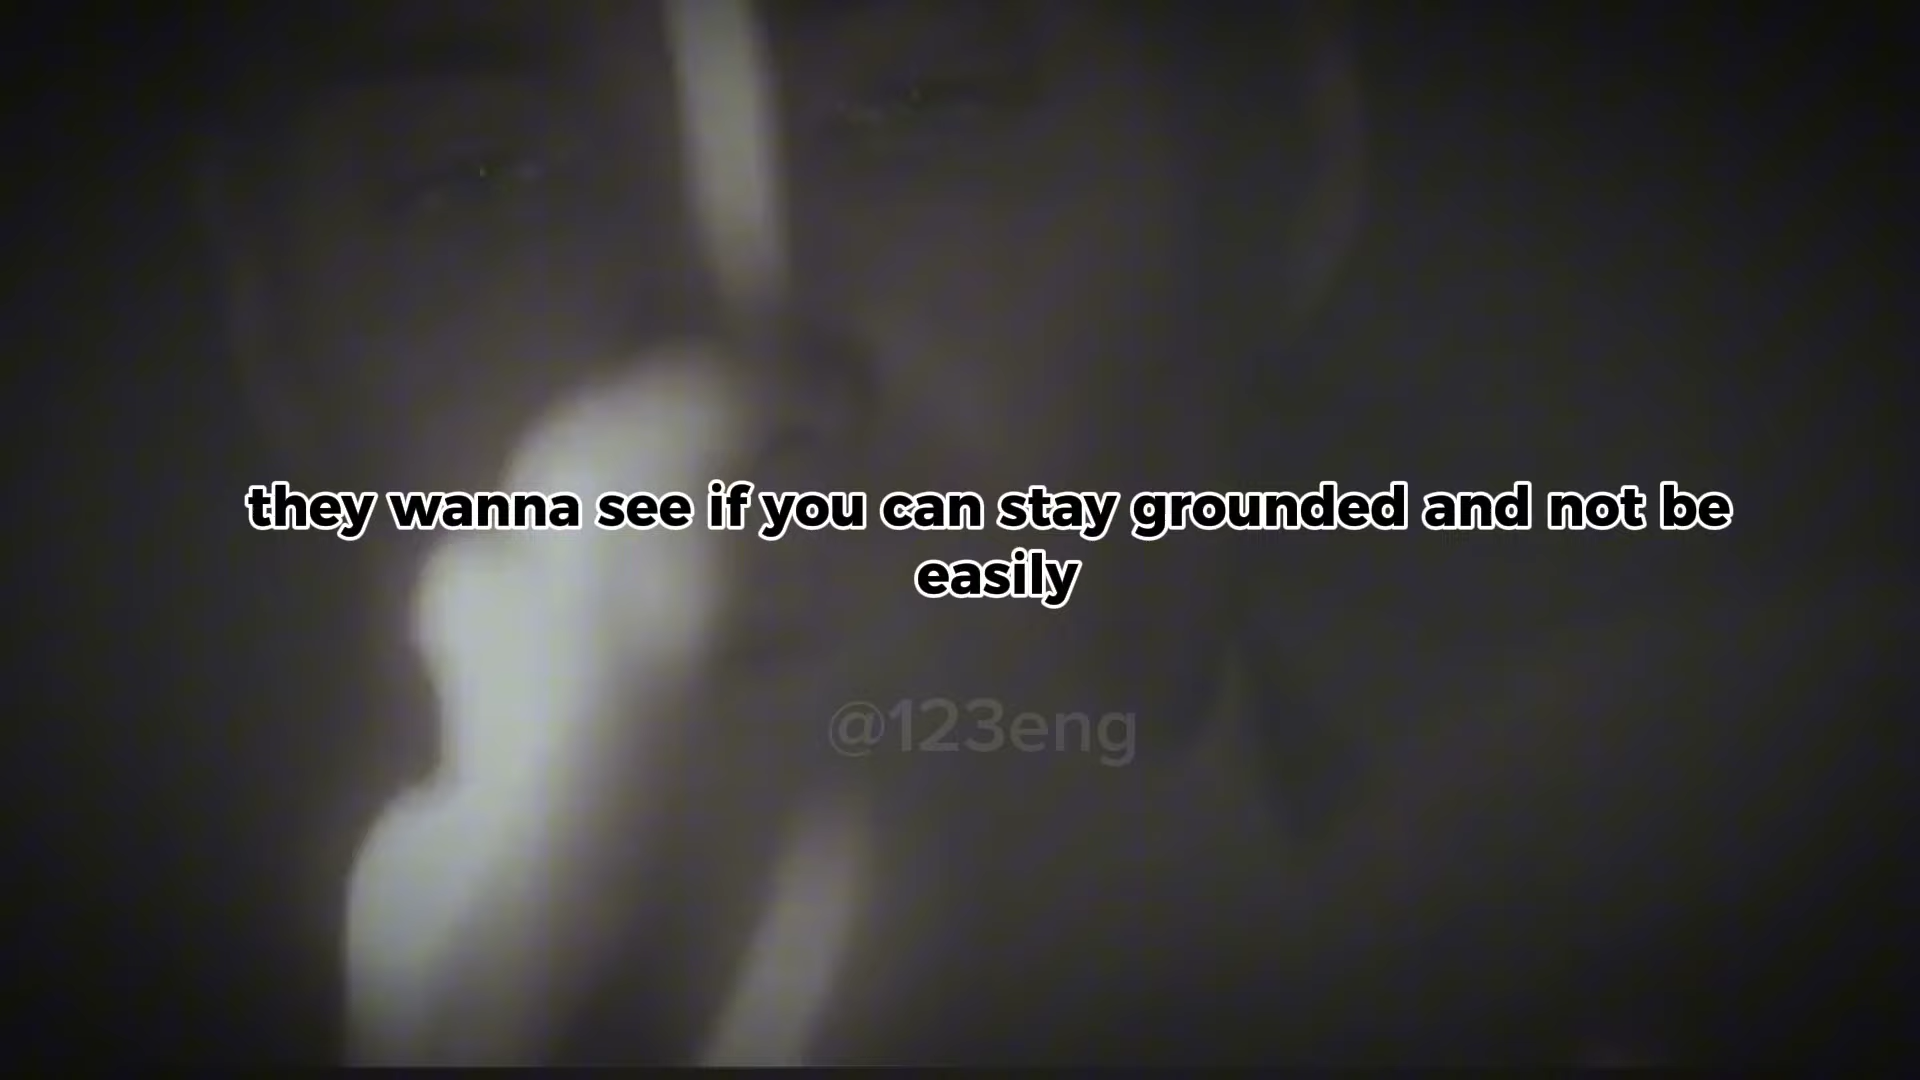 they wanna see if you can stay grounded and not be
easily
@123eng